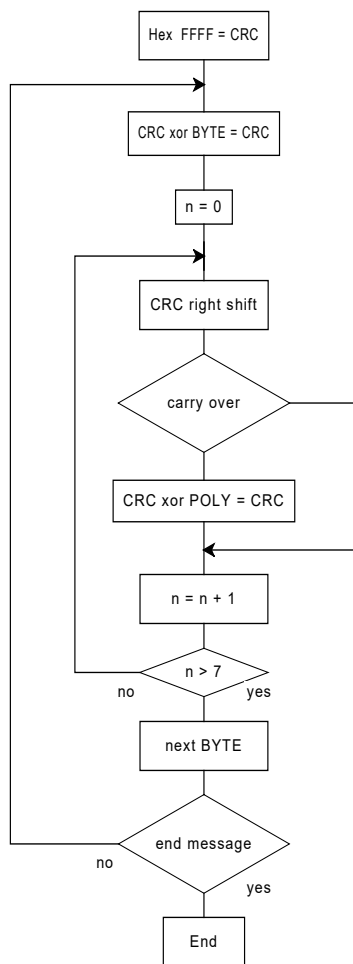 Hex FFFF = CRC
CRC xor BYTE = CRC
n = 0
CRC right shift
carry over
CRC xor POLY = CRC
n = n + 1
n > 7
no
yes
next BYTE
end message
no
yes
End